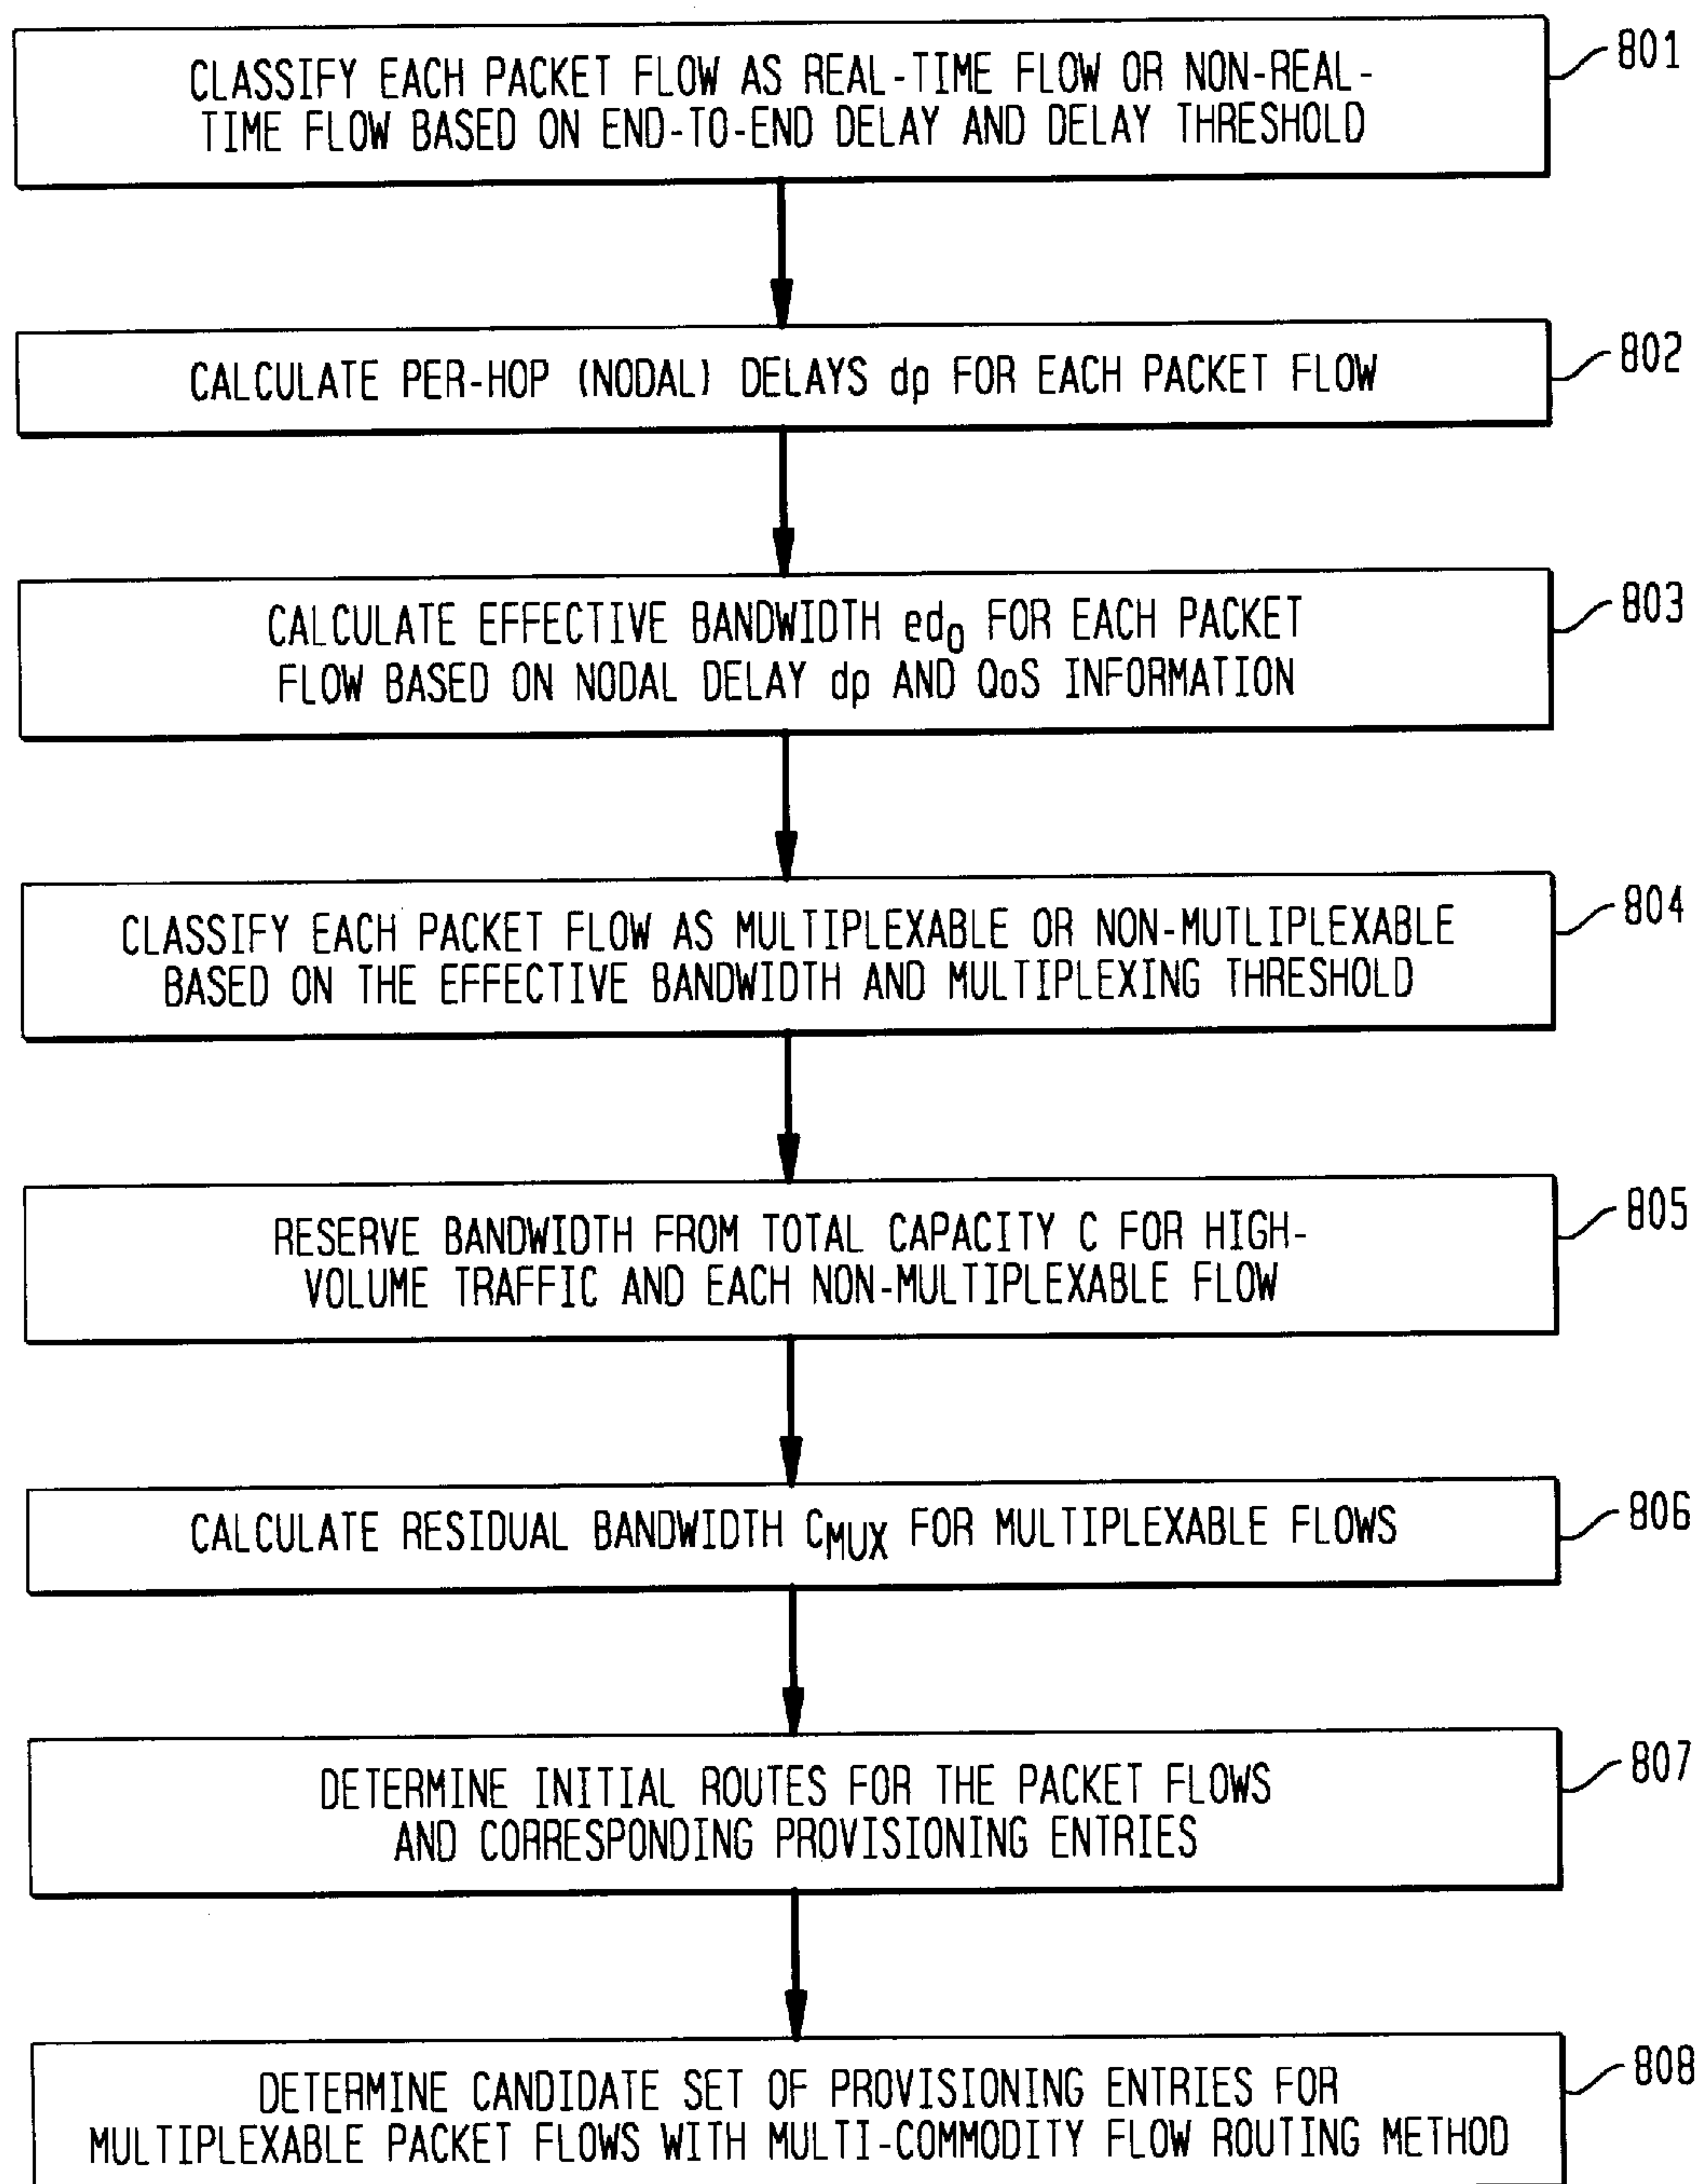 CLASSIFY EACH PACKET FLOW AS REAL-TIME FLOW OR NON-REAL-
TIME FLOW BASED ON END-TO-END DELAY AND DELAY THRESHOLD
801
CALCULATE PER-HOP (NODAL) DELAYS dp FOR EACH PACKET FLOW
802
CALCULATE EFFECTIVE BANDWIDTH ed0 FOR EACH PACKET
FLOW BASED ON NODAL DELAY dp AND QoS INFORMATION
803
CLASSIFY EACH PACKET FLOW AS MULTIPLEXABLE OR NON-MUTLIPLEXABLE
BASED ON THE EFFECTIVE BANDWIDTH AND MULTIPLEXING THRESHOLD
804
RESERVE BANDWIDTH FROM TOTAL CAPACITY C FOR HIGH-
VOLUME TRAFFIC AND EACH NON-MULTIPLEXABLE FLOW
805
CALCULATE RESIDUAL BANDWIDTH CMUX FOR MULTIPLEXABLE FLOWS
806
DETERMINE INITIAL ROUTES FOR THE PACKET FLOWS
AND CORRESPONDING PROVISIONING ENTRIES
807
DETERMINE CANDIDATE SET OF PROVISIONING ENTRIES FOR
MULTIPLEXABLE PACKET FLOWS WITH MULTI-COMMODITY FLOW ROUTING METHOD
808